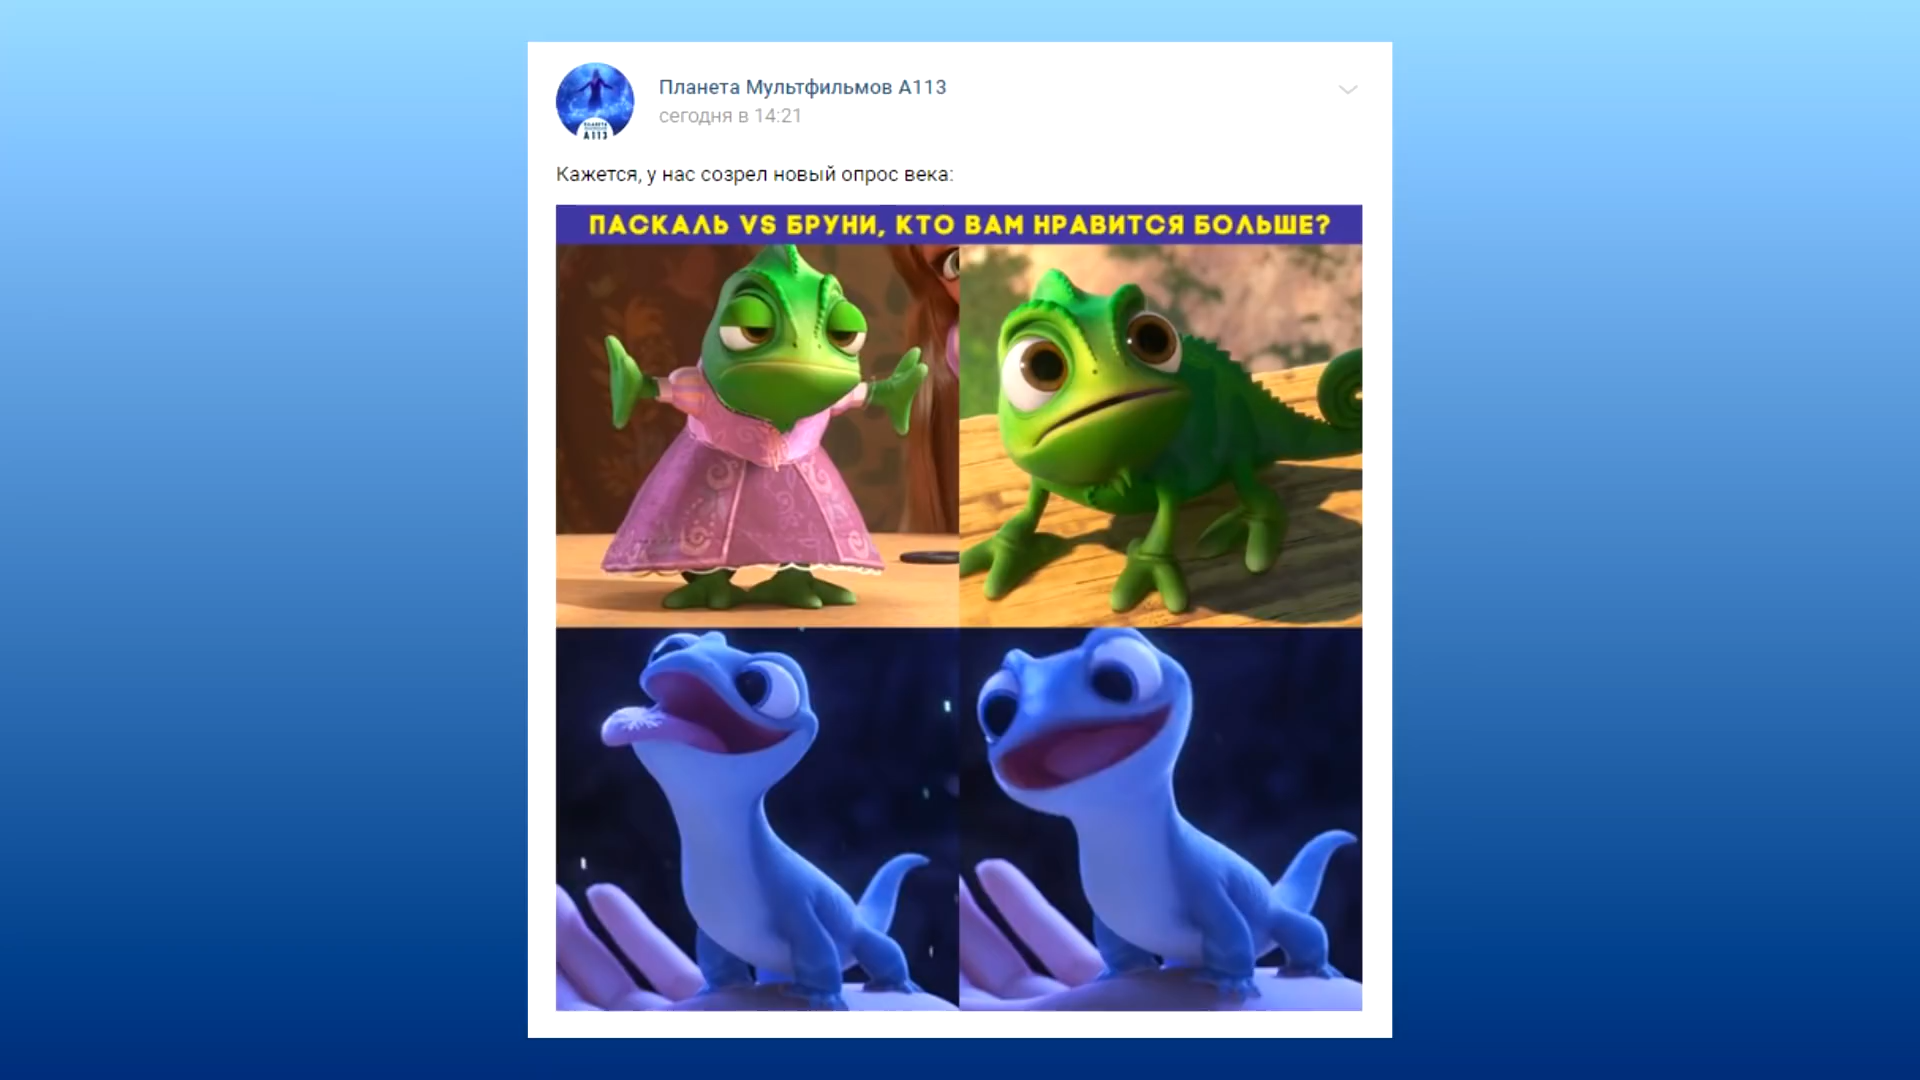 Планета Мультфильмов А113
сегодня в 14:21
А113
Кажется, у нас созрел новый опрос века:
ПАСКАЛЬ VS БРУНИ, КТО ВАМ НРАВИТСЯ БОЛЬШЕ?